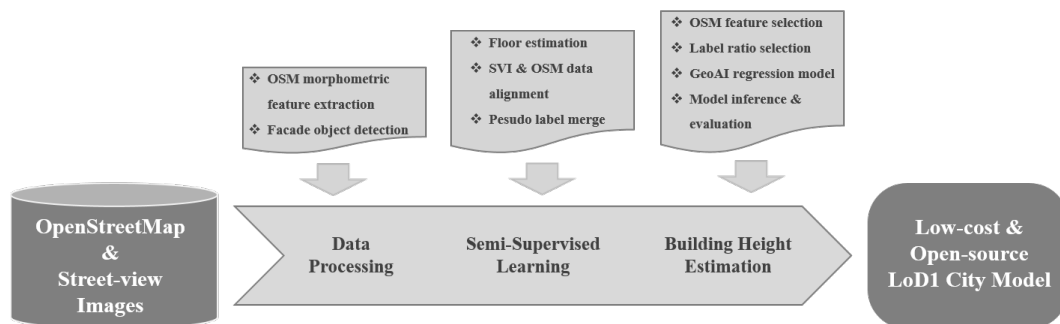 ❖ OSM morphometric
feature extraction
❖ Facade object detection
❖ Floor estimation
❖ SVI & OSM data
alignment
❖ Pesudo label merge
❖ OSM feature selection
❖ Label ratio selection
❖ GeoAI regression model
❖ Model inference &
evaluation
OpenStreetMap
&
Street-view
Images
Data
Processing
Semi-Supervised
Learning
Building Height
Estimation
Low-cost &
Open-source
LoD1 City Model